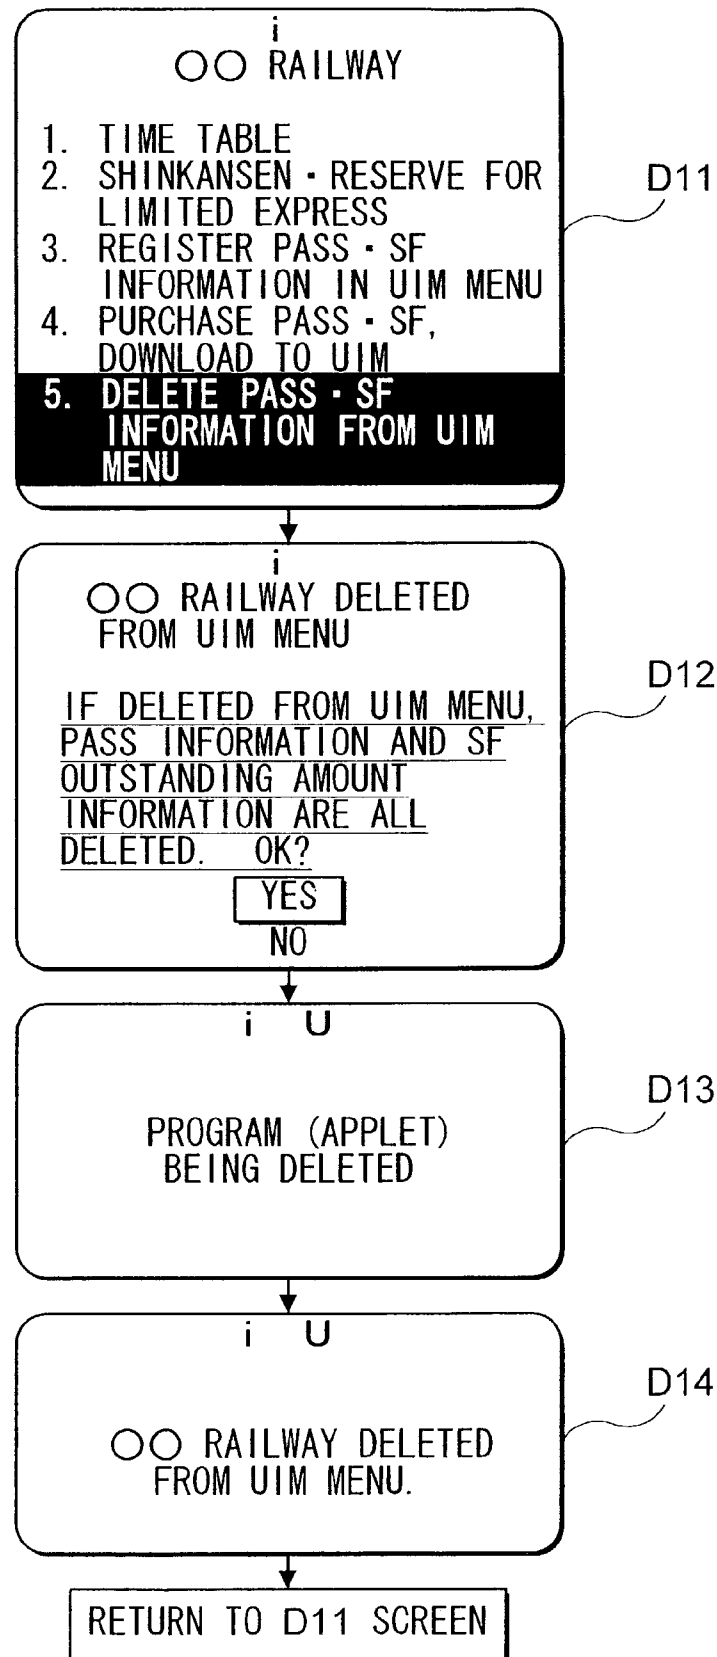 i
○○ RAILWAY
1. TIME TABLE
2. SHINKANSEN・RESERVE FOR
LIMITED EXPRESS
3. REGISTER PASS・SF
INFORMATION IN UIM MENU
4. PURCHASE PASS・SF,
DOWNLOAD TO UIM
5. DELETE PASS・SF
INFORMATION FROM UIM
MENU
D11
i
○○ RAILWAY DELETED
FROM UIM MENU
IF DELETED FROM UIM MENU,
PASS INFORMATION AND SF
OUTSTANDING AMOUNT
INFORMATION ARE ALL
DELETED. OK?
YES
NO
D12
i U
PROGRAM (APPLET)
BEING DELETED
D13
i U
○○ RAILWAY DELETED
FROM UIM MENU.
D14
RETURN TO D11 SCREEN